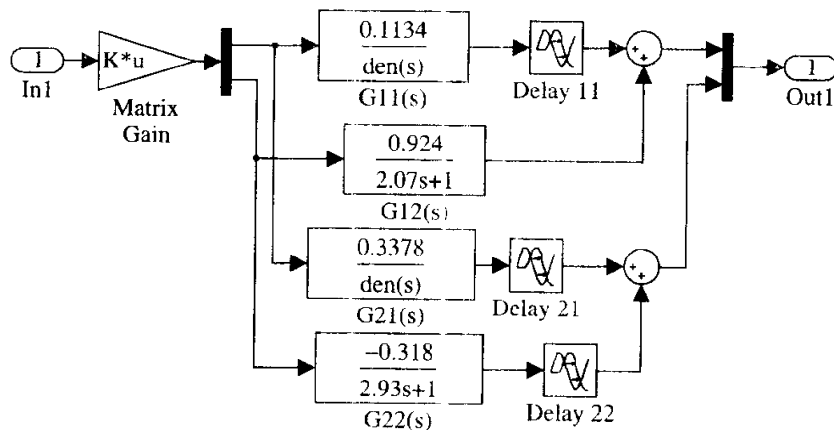 1
In1
K*u
Matrix
Gain
0.1134
den(s)
G11(s)
Delay 11
+
+
1
Out1
0.924
2.07s+1
G12(s)
0.3378
den(s)
G21(s)
Delay 21
+
+
−0.318
2.93s+1
G22(s)
Delay 22